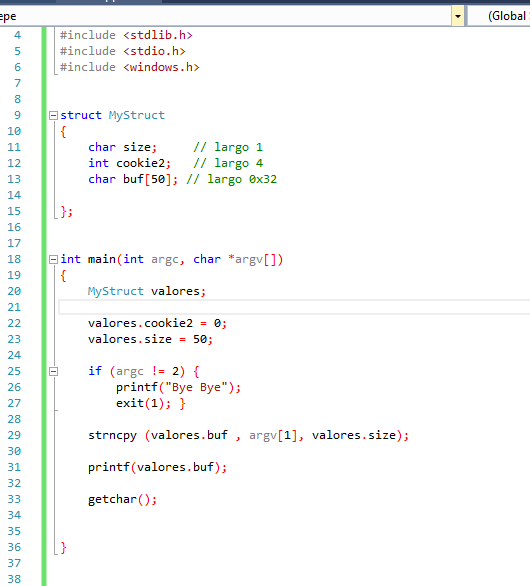 epe (Global
4 #include <stdlib.h>
5 #include <stdio.h>
6 #include <windows.h>
7
8
9 struct MyStruct
10 {
11 char size; // largo 1
12 int cookie2; // largo 4
13 char buf[50]; // largo 0x32
14
15 };
16
17
18 int main(int argc, char *argv[])
19 {
20 MyStruct valores;
21
22 valores.cookie2 = 0;
23 valores.size = 50;
24
25 if (argc != 2) {
26 printf("Bye Bye");
27 exit(1); }
28
29 strncpy (valores.buf , argv[1], valores.size);
30
31 printf(valores.buf);
32
33 getchar();
34
35
36 }
37
38